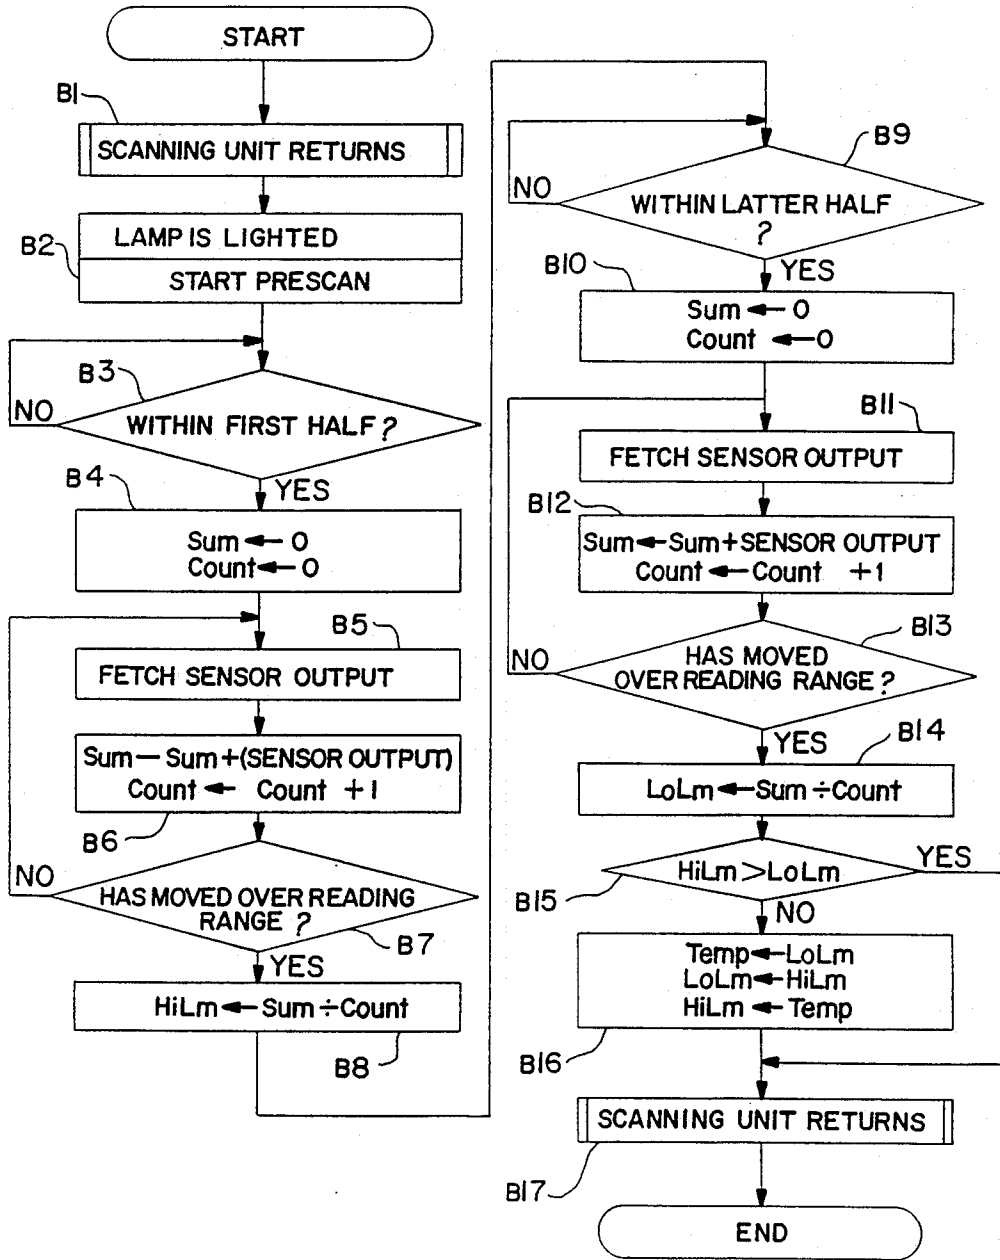 START
B1
SCANNING UNIT RETURNS
B2
LAMP IS LIGHTED
START PRESCAN
B3
NO
WITHIN FIRST HALF?
YES
B4
Sum ← 0
Count ← 0
B5
FETCH SENSOR OUTPUT
Sum — Sum + (SENSOR OUTPUT)
Count ← Count + 1
B6
NO
HAS MOVED OVER READING
RANGE ?
B7
YES
HiLm ← Sum ÷ Count
B8
B9
NO
WITHIN LATTER HALF
?
YES
B10
Sum ← 0
Count ← 0
B11
FETCH SENSOR OUTPUT
B12
Sum ← Sum + SENSOR OUTPUT
Count ← Count + 1
B13
NO
HAS MOVED
OVER READING RANGE ?
YES
B14
LoLm ← Sum ÷ Count
YES
HiLm > LoLm
B15
NO
Temp ← LoLm
LoLm ← HiLm
HiLm ← Temp
B16
SCANNING UNIT RETURNS
B17
END